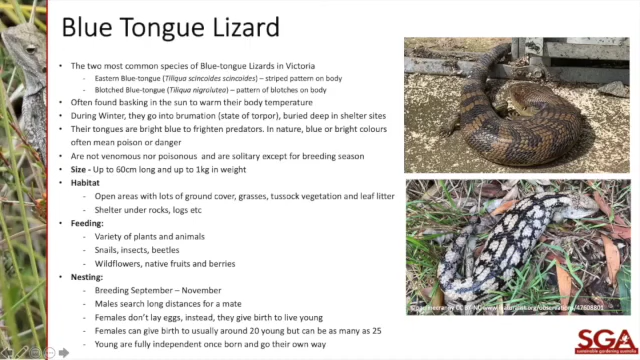 Blue Tongue Lizard
• The two most common species of Blue-tongue Lizards in Victoria
- Eastern Blue-tongue (Tiliqua scincoides scincoides) – striped pattern on body
- Blotched Blue-tongue (Tiliqua nigrolutea) – pattern of blotches on body
• Often found basking in the sun to warm their body temperature
• During Winter, they go into brumation (state of torpor), buried deep in shelter sites
• Their tongues are bright blue to frighten predators. In nature, blue or bright colours
often mean poison or danger
• Are not venomous nor poisonous and are solitary except for breeding season
• Size - Up to 60cm long and up to 1kg in weight
• Habitat
- Open areas with lots of ground cover, grasses, tussock vegetation and leaf litter
- Shelter under rocks, logs etc
• Feeding:
- Variety of plants and animals
- Snails, insects, beetles
- Wildflowers, native fruits and berries
• Nesting:
- Breeding September – November
- Males search long distances for a mate
- Females don't lay eggs, instead, they give birth to live young
- Females can give birth to usually around 20 young but can be as many as 25
- Young are fully independent once born and go their own way
SGA
sustainable gardening australia